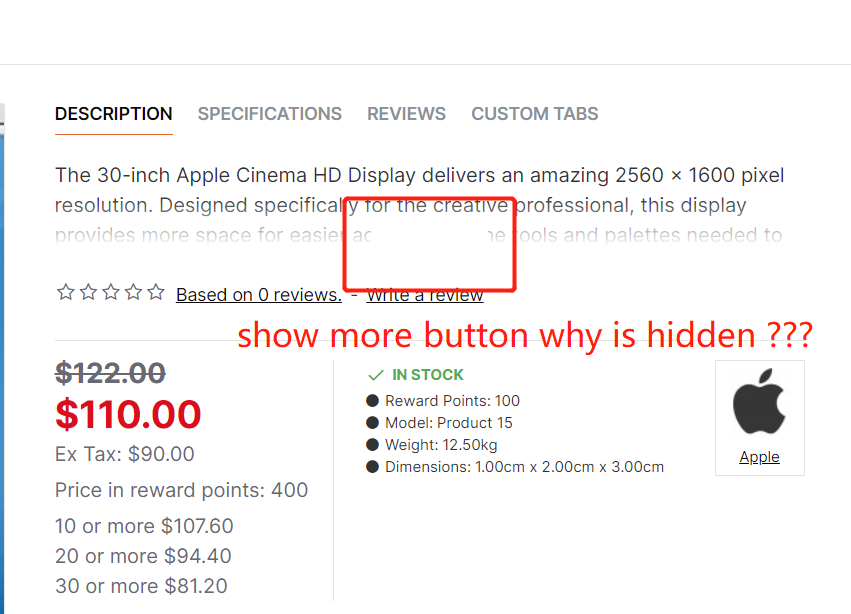 DESCRIPTION SPECIFICATIONS REVIEWS CUSTOM TABS
The 30-inch Apple Cinema HD Display delivers an amazing 2560 × 1600 pixel
resolution. Designed specifically for the creative professional, this display
provides more space for easier ac ne tools and palettes needed to
Based on 0 reviews. - Write a review
show more button why is hidden ???
$122.00
$110.00
Ex Tax: $90.00
Price in reward points: 400
10 or more $107.60
20 or more $94.40
30 or more $81.20
IN STOCK
Reward Points: 100
Model: Product 15
Weight: 12.50kg
Dimensions: 1.00cm x 2.00cm x 3.00cm
Apple